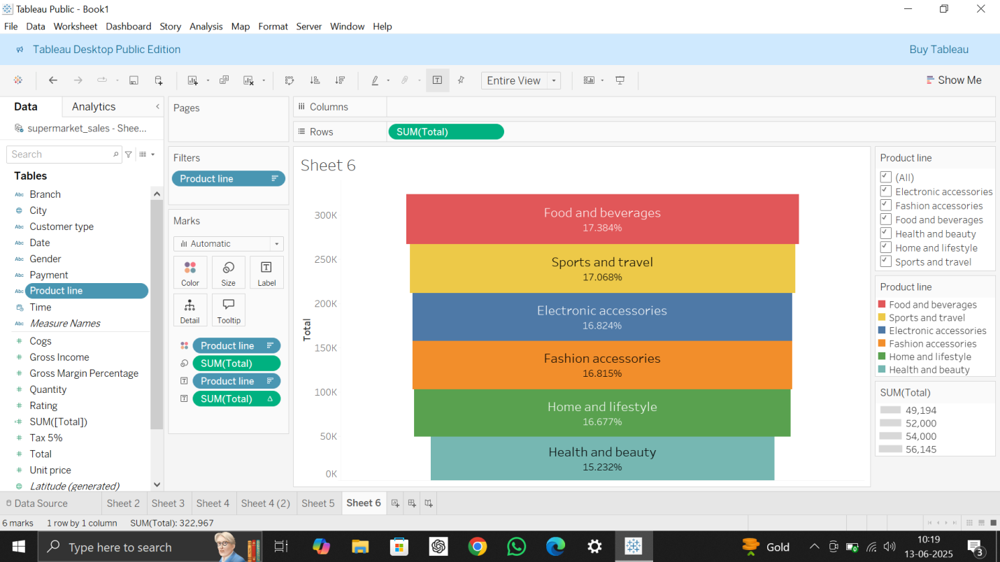 Tableau Public - Book1
File Data Worksheet Dashboard Story Analysis Map Format Server Window Help
Tableau Desktop Public Edition
Buy Tableau
Entire View
Show Me
Data
Analytics
supermarket_sales - Shee...
Search
Tables
Abc Branch
City
Abc Customer type
Abc Date
Abc Gender
Abc Payment
Abc Product line
Time
Abc Measure Names
# Cogs
# Gross Income
# Gross Margin Percentage
# Quantity
# Rating
=# SUM([Total])
# Tax 5%
# Total
# Unit price
Latitude (generated)
Pages
Filters
Product line
Marks
Automatic
Color
Size
Label
Detail
Tooltip
Product line
SUM(Total)
Product line
SUM(Total) Δ
Columns
Rows
SUM(Total)
Sheet 6
Total
300K
250K
200K
150K
100K
50K
0K
Food and beverages
17.384%
Sports and travel
17.068%
Electronic accessories
16.824%
Fashion accessories
16.815%
Home and lifestyle
16.677%
Health and beauty
15.232%
Product line
(All)
Electronic accessories
Fashion accessories
Food and beverages
Health and beauty
Home and lifestyle
Sports and travel
Product line
Food and beverages
Sports and travel
Electronic accessories
Fashion accessories
Home and lifestyle
Health and beauty
SUM(Total)
49,194
52,000
54,000
56,145
Data Source
Sheet 2
Sheet 3
Sheet 4
Sheet 4 (2)
Sheet 5
Sheet 6
6 marks
1 row by 1 column
SUM(Total): 322,967
Type here to search
Gold
10:19
13-06-2025
3